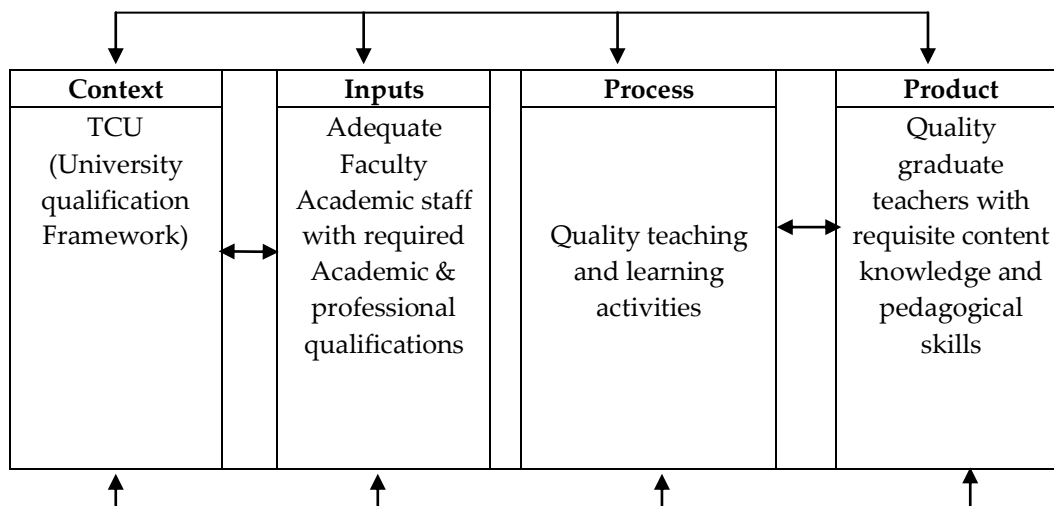 Context
TCU
(University
qualification
Framework)
Inputs
Adequate
Faculty
Academic staff
with required
Academic &
professional
qualifications
Process
Quality teaching
and learning
activities
Product
Quality
graduate
teachers with
requisite content
knowledge and
pedagogical
skills